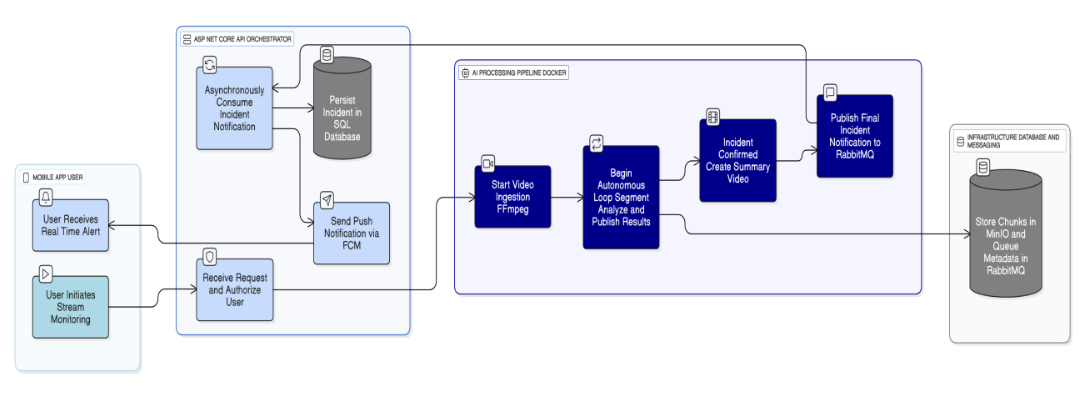 ASP NET CORE API ORCHESTRATOR
Asynchronously
Consume
Incident
Notification
Persist
Incident in
SQL
Database
Send Push
Notification via
FCM
Receive Request
and Authorize
User
MOBILE APP USER
User Receives
Real Time Alert
User Initiates
Stream
Monitoring
AI PROCESSING PIPELINE DOCKER
Start Video
Ingestion
FFmpeg
Begin
Autonomous
Loop Segment
Analyze and
Publish Results
Incident
Confirmed
Create Summary
Video
Publish Final
Incident
Notification to
RabbitMQ
INFRASTRUCTURE DATABASE AND
MESSAGING
Store Chunks in
MinIO and
Queue
Metadata in
RabbitMQ